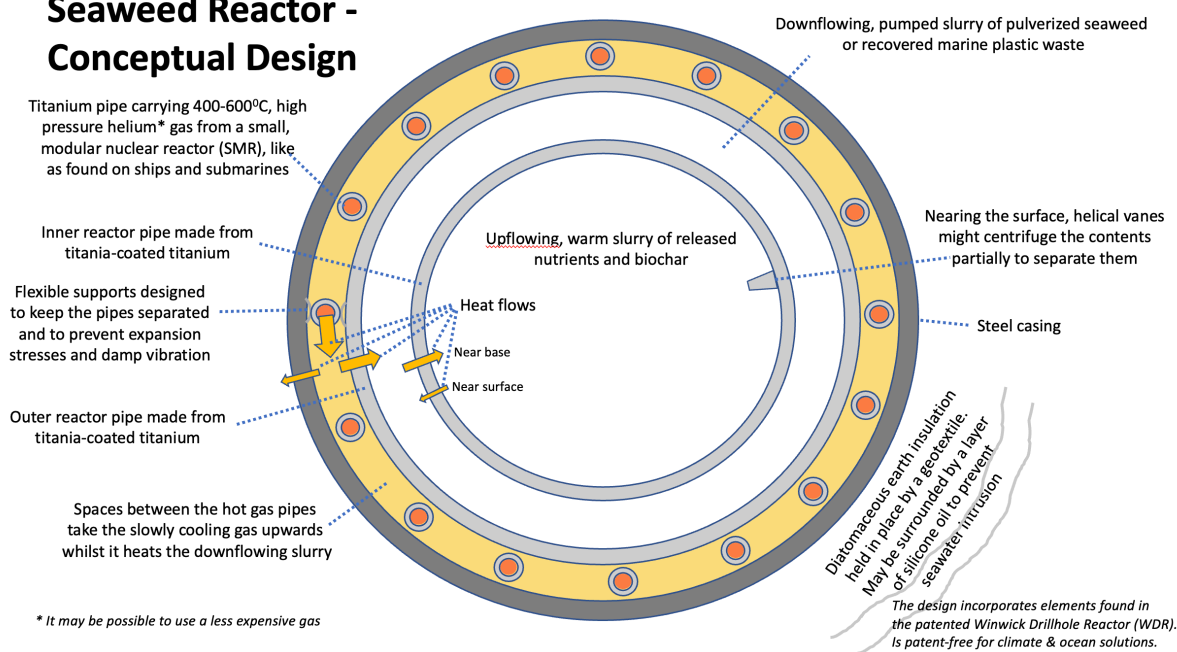 Seaweed Reactor -
Conceptual Design
Downflowing, pumped slurry of pulverized seaweed
or recovered marine plastic waste
Titanium pipe carrying 400-600⁰C, high
pressure helium* gas from a small,
modular nuclear reactor (SMR), like
as found on ships and submarines
Inner reactor pipe made from
titania-coated titanium
Upflowing, warm slurry of released
nutrients and biochar
Nearing the surface, helical vanes
might centrifuge the contents
partially to separate them
Flexible supports designed
to keep the pipes separated
and to prevent expansion
stresses and damp vibration
Heat flows
Near base
Near surface
Steel casing
Outer reactor pipe made from
titania-coated titanium
Diatomaceous earth insulation
held in place by a geotextile.
May be surrounded by a layer
of silicone oil to prevent
seawater intrusion
Spaces between the hot gas pipes
take the slowly cooling gas upwards
whilst it heats the downflowing slurry
* It may be possible to use a less expensive gas
The design incorporates elements found in
the patented Winwick Drillhole Reactor (WDR).
Is patent-free for climate & ocean solutions.